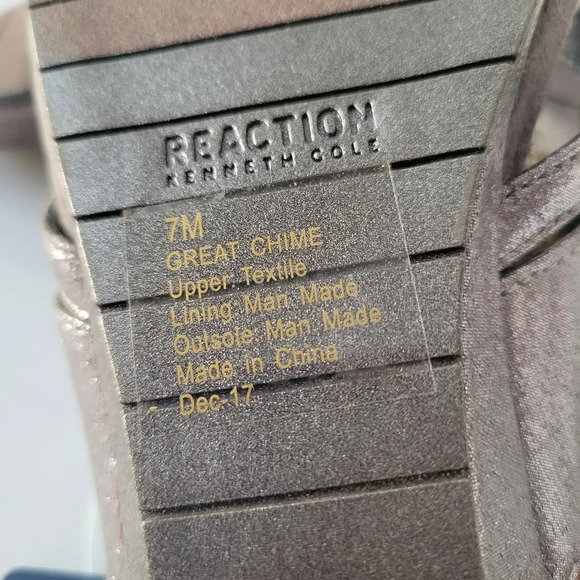 REACTION
KENNETH COLE
7M
GREAT CHIME
Upper: Textile
Lining: Man Made
Outsole: Man Made
Made in China
- Dec-17